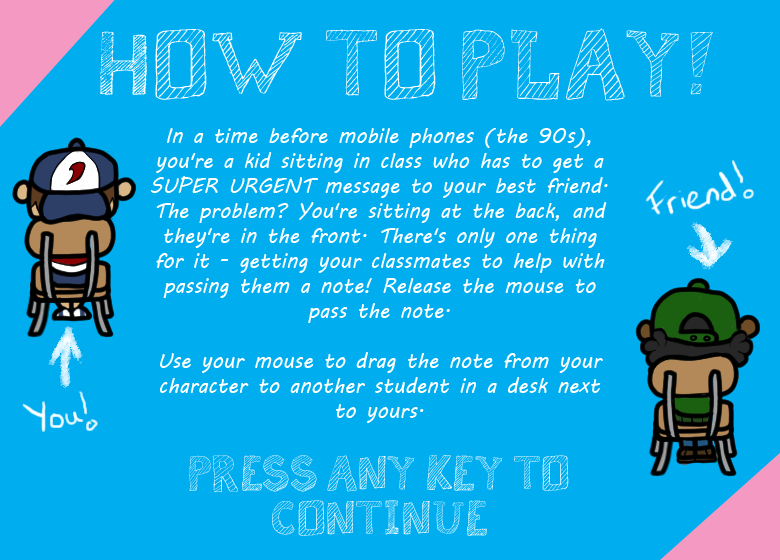 HOW TO PLAY!
In a time before mobile phones (the 90s),
you're a kid sitting in class who has to get a
SUPER URGENT message to your best friend.
The problem? You're sitting at the back, and
they're in the front. There's only one thing
for it - getting your classmates to help with
passing them a note! Release the mouse to
pass the note.
Use your mouse to drag the note from your
character to another student in a desk next
to yours.
You!
Friend!
PRESS ANY KEY TO
CONTINUE